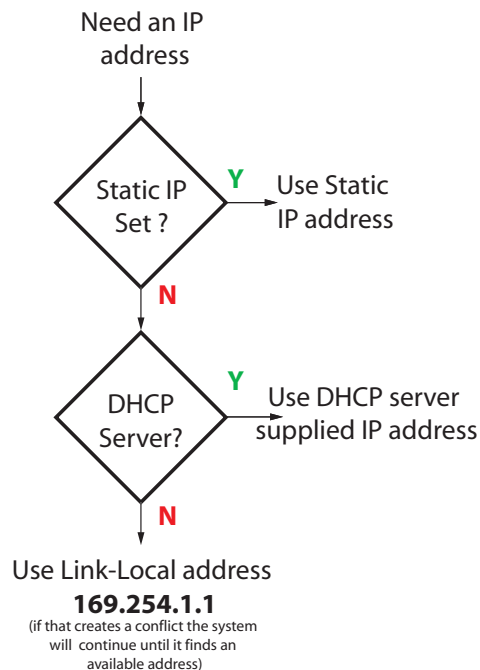 Need an IP
address
Static IP
Set ?
Y
Use Static
IP address
N
DHCP
Server?
Y
Use DHCP server
supplied IP address
N
Use Link-Local address
169.254.1.1
(if that creates a conflict the system
will continue until it finds an
available address)